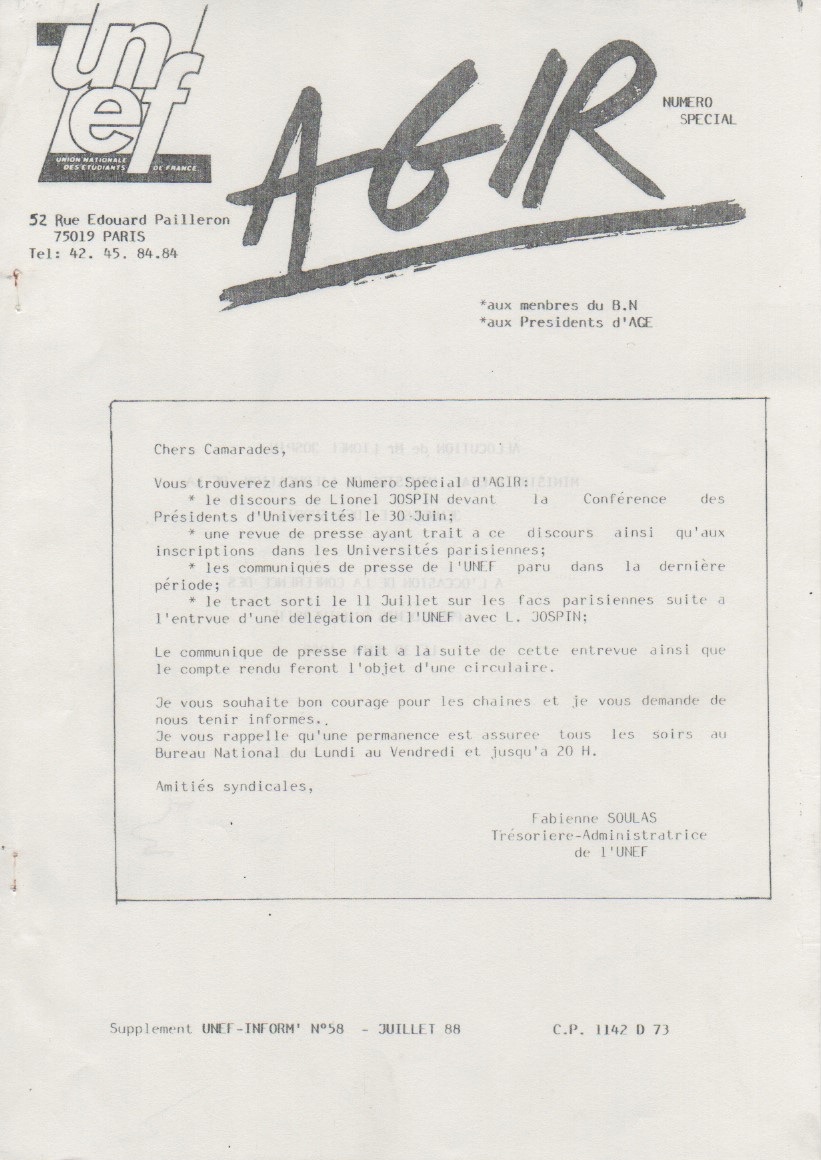 unef
UNION NATIONALE
DES ETUDIANTS DE FRANCE
AGIR
NUMERO
SPECIAL
52 Rue Edouard Pailleron
75019 PARIS
Tel: 42. 45. 84.84
*aux menbres du B.N
*aux Presidents d'AGE
Chers Camarades,
Vous trouverez dans ce Numero Special d'AGIR:
* le discours de Lionel JOSPIN devant la Conférence des
Présidents d'Universités le 30 Juin;
* une revue de presse ayant trait a ce discours ainsi qu'aux
inscriptions dans les Universités parisiennes;
* les communiques de presse de l'UNEF paru dans la dernière
période;
* le tract sorti le 11 Juillet sur les facs parisiennes suite a
l'entrvue d'une delegation de l'UNEF avec L. JOSPIN;
Le communique de presse fait a la suite de cette entrevue ainsi que
le compte rendu feront l'objet d'une circulaire.
Je vous souhaite bon courage pour les chaines et je vous demande de
nous tenir informes..
Je vous rappelle qu'une permanence est assuree tous les soirs au
Bureau National du Lundi au Vendredi et jusqu'a 20 H.
Amitiés syndicales,
Fabienne SOULAS
Trésoriere-Administratrice
de l'UNEF
Supplement UNEF-INFORM' N°58 - JUILLET 88 C.P. 1142 D 73